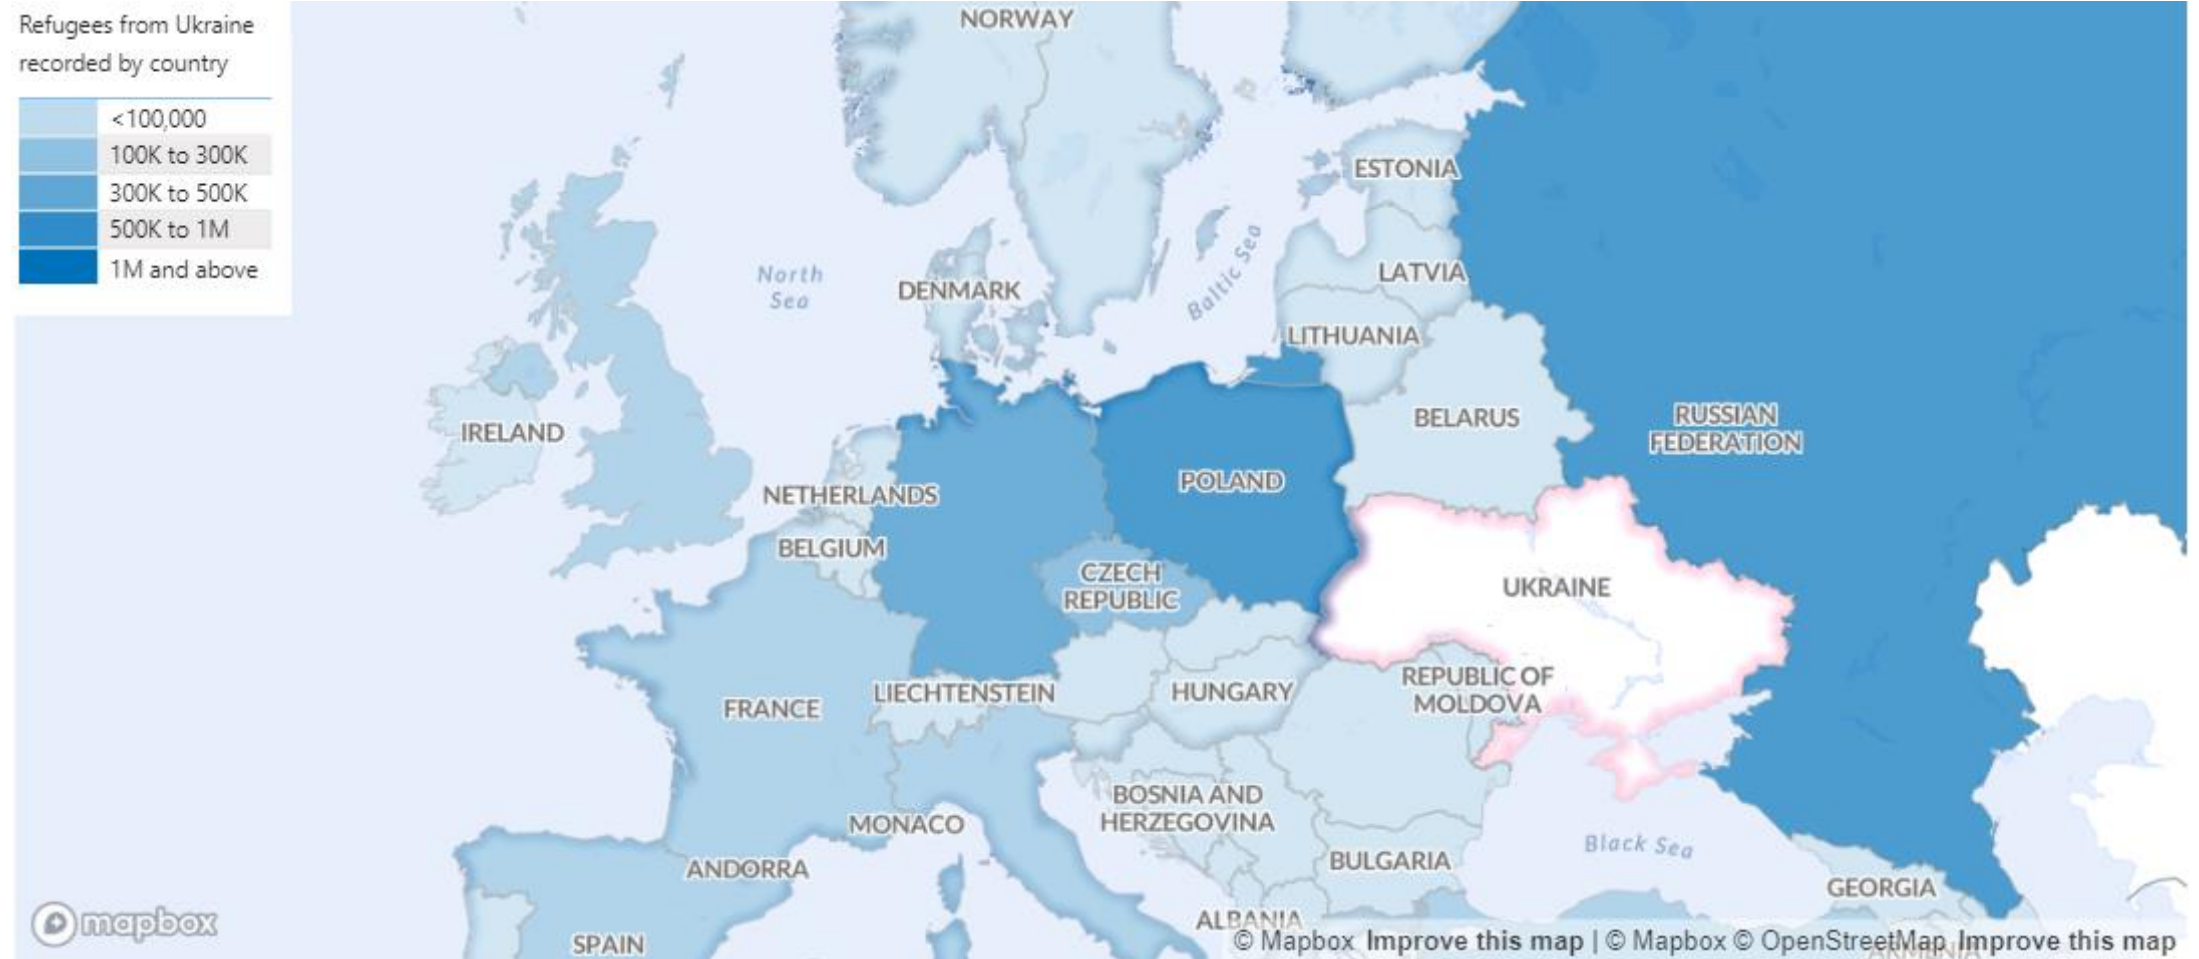 Refugees from Ukraine
recorded by country
<100,000
100K to 300K
300K to 500K
500K to 1M
1M and above
NORWAY
ESTONIA
North
Sea
Baltic Sea
DENMARK
LATVIA
LITHUANIA
IRELAND
BELARUS
RUSSIAN
FEDERATION
POLAND
NETHERLANDS
BELGIUM
CZECH
REPUBLIC
UKRAINE
FRANCE
LIECHTENSTEIN
HUNGARY
REPUBLIC OF
MOLDOVA
BOSNIA AND
HERZEGOVINA
MONACO
ANDORRA
BULGARIA
Black Sea
GEORGIA
ALBANIA
mapbox
SPAIN
© Mapbox Improve this map | © Mapbox © OpenStreetMap Improve this map
ARMENIA